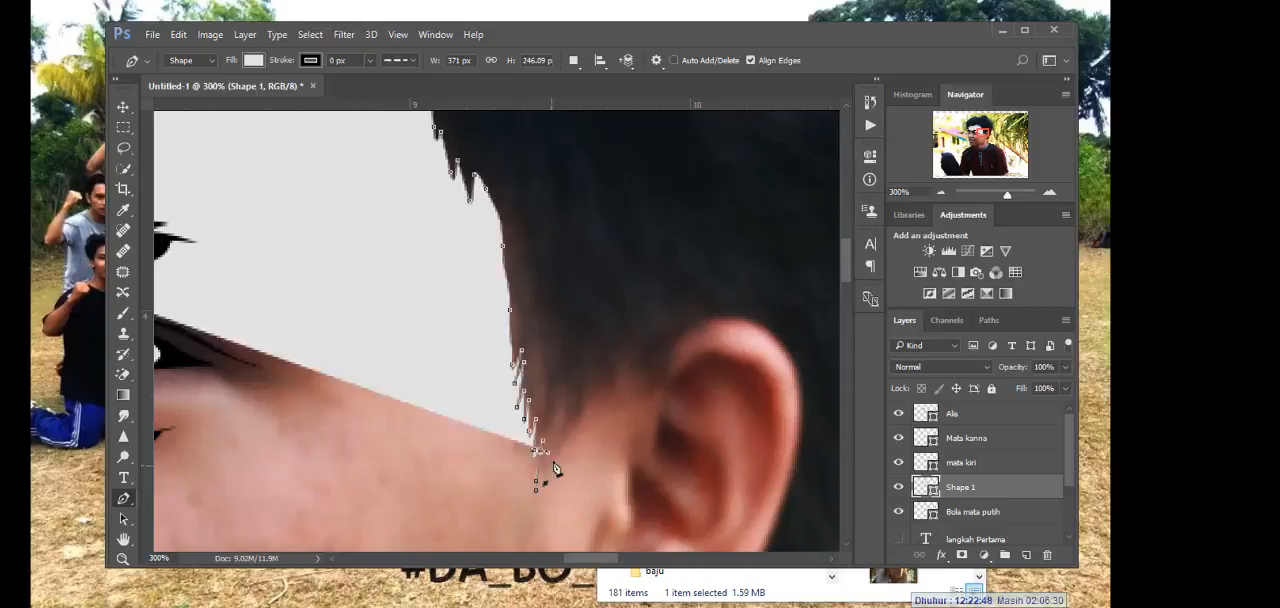 Ps File Edit Image Layer Type Select Filter 3D View Window Help
Shape Fill: Stroke: 0 px W: 371 px H: 246.09 p Auto Add/Delete Align Edges
Untitled-1 @ 300% (Shape 1, RGB/8) * ×
9 10
Histogram Navigator
300%
Libraries Adjustments
Add an adjustment
Layers Channels Paths
Kind
Normal Opacity: 100%
Lock: Fill: 100%
Alis
Mata kanna
mata kiri
Shape 1
Bola mata putih
T langkah Pertama
300% Doc: 9.02M/11.9M
#DA_BO_
baju
181 items 1 item selected 1.59 MB
Dhuhur : 12:22:48 Masih 02:06:30